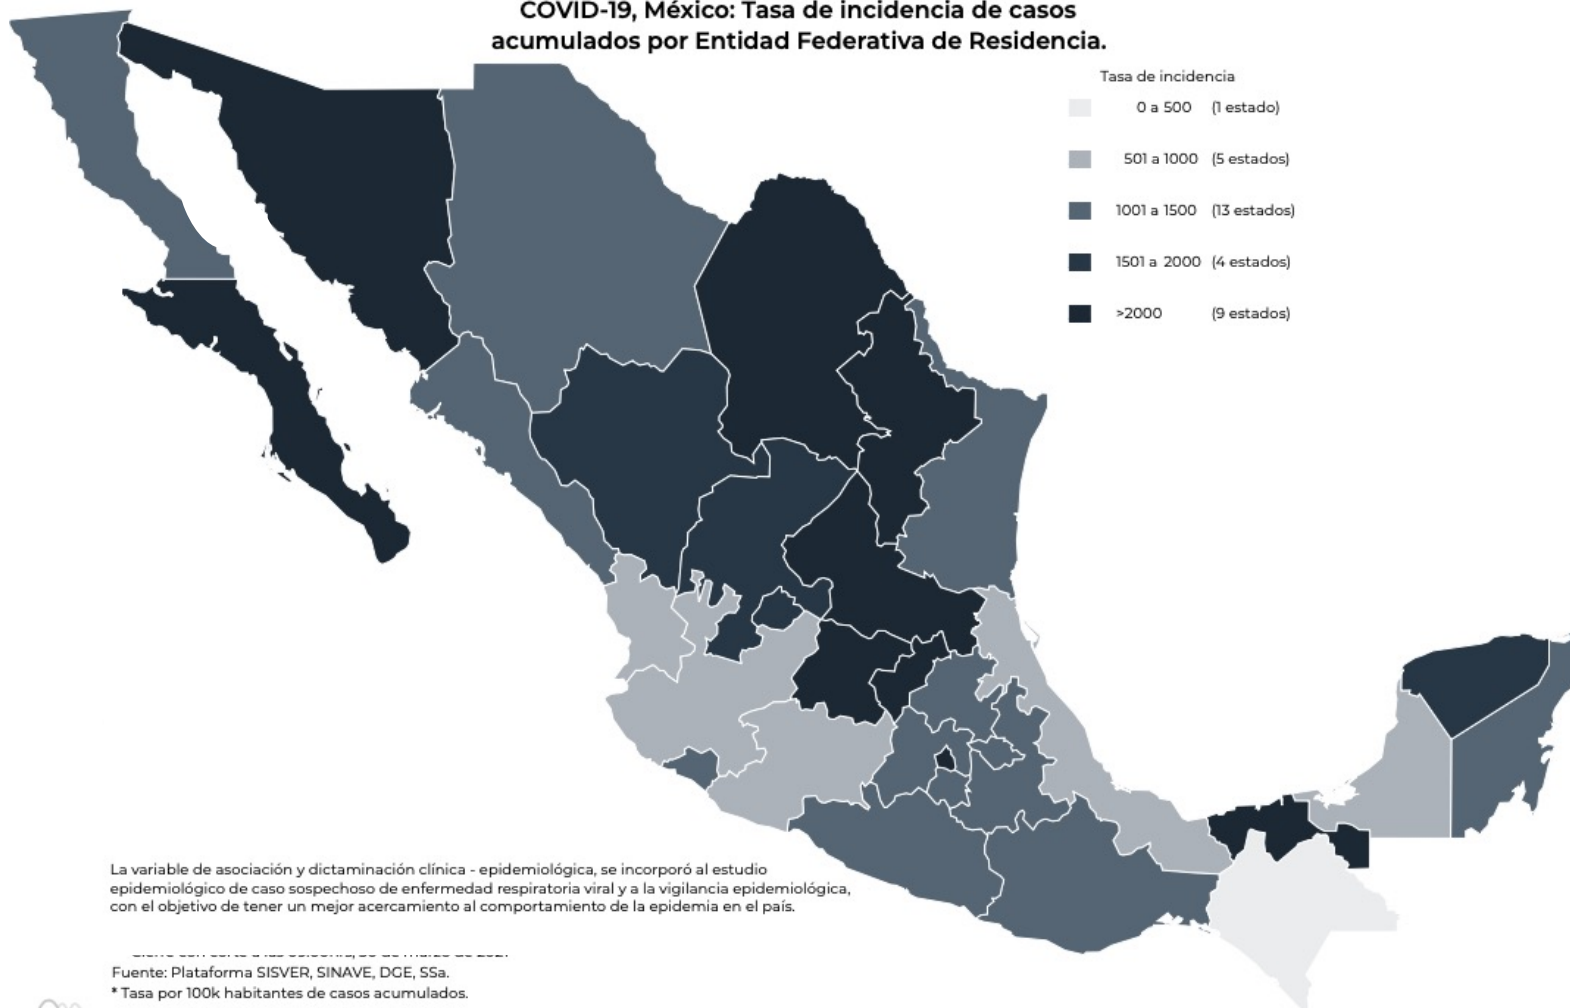 COVID-19, México: Tasa de incidencia de casos
acumulados por Entidad Federativa de Residencia.
Tasa de incidencia
0 a 500 (1 estado)
501 a 1000 (5 estados)
1001 a 1500 (13 estados)
1501 a 2000 (4 estados)
>2000 (9 estados)
La variable de asociación y dictaminación clínica - epidemiológica, se incorporó al estudio
epidemiológico de caso sospechoso de enfermedad respiratoria viral y a la vigilancia epidemiológica,
con el objetivo de tener un mejor acercamiento al comportamiento de la epidemia en el país.
Fuente: Plataforma SISVER, SINAVE, DGE, SSa.
* Tasa por 100k habitantes de casos acumulados.